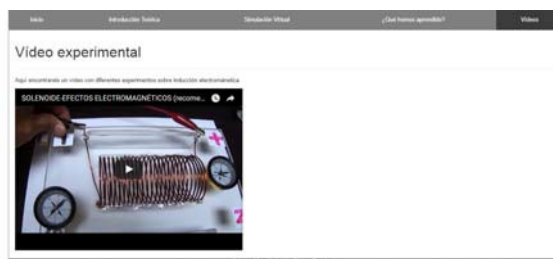 Inicio
Introducción Teórica
Simulación Virtual
¿Qué hemos aprendido?
Vídeos
Vídeo experimental
Aquí encontrarás un vídeo con diferentes experimentos sobre inducción electromagnética
SOLENOIDE-EFECTOS ELECTROMAGNÉTICOS (recome...